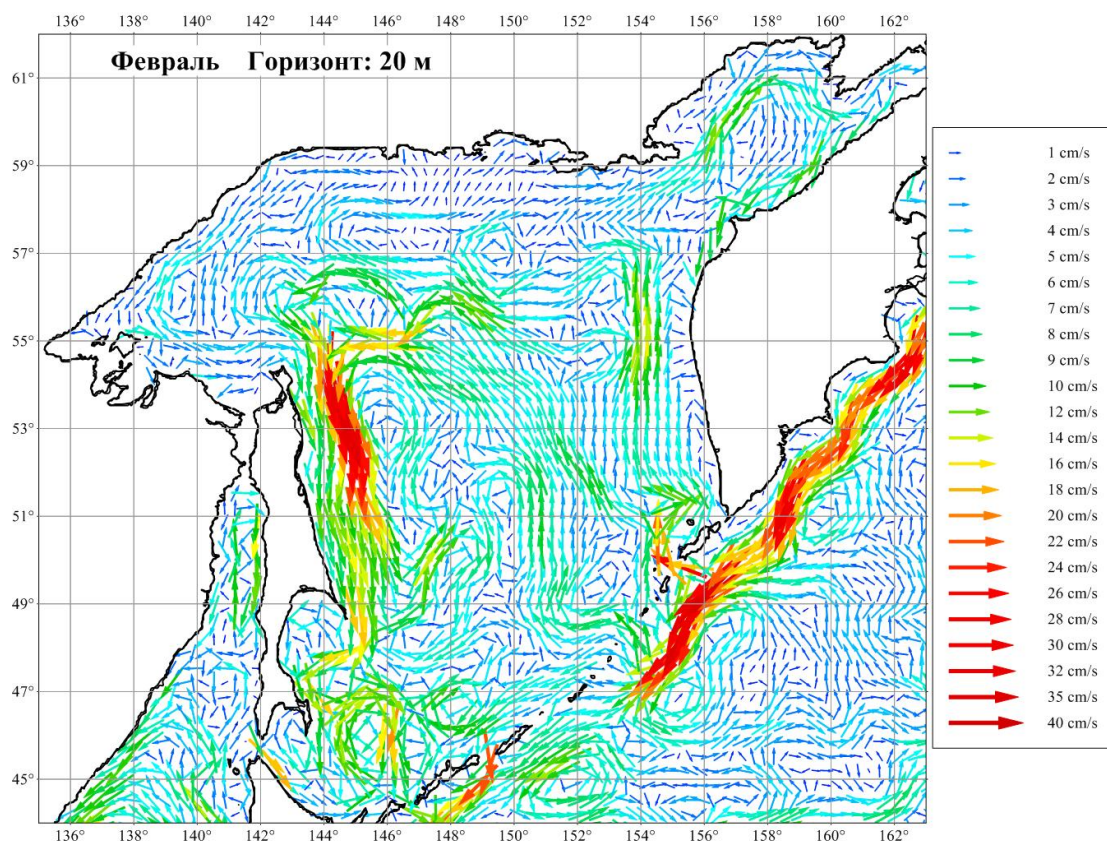 136° 138° 140° 142° 144° 146° 148° 150° 152° 154° 156° 158° 160° 162°
Февраль Горизонт: 20 м
61°
59°
57°
55°
53°
51°
49°
47°
45°
136° 138° 140° 142° 144° 146° 148° 150° 152° 154° 156° 158° 160° 162°
1 cm/s
2 cm/s
3 cm/s
4 cm/s
5 cm/s
6 cm/s
7 cm/s
8 cm/s
9 cm/s
10 cm/s
12 cm/s
14 cm/s
16 cm/s
18 cm/s
20 cm/s
22 cm/s
24 cm/s
26 cm/s
28 cm/s
30 cm/s
32 cm/s
35 cm/s
40 cm/s